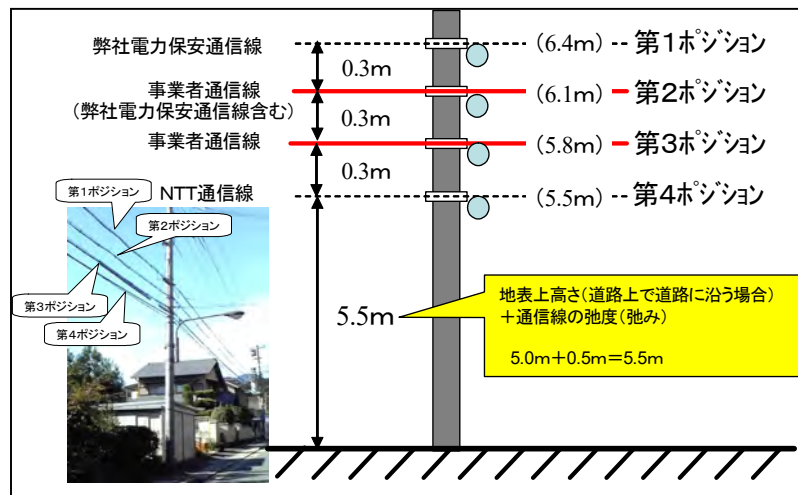 弊社電力保安通信線
(6.4m)
第1ポジション
0.3m
事業者通信線
(弊社電力保安通信線含む)
(6.1m)
第2ポジション
0.3m
事業者通信線
(5.8m)
第3ポジション
0.3m
NTT通信線
(5.5m)
第4ポジション
第1ポジション
第2ポジション
第3ポジション
第4ポジション
5.5m
地表上高さ(道路上で道路に沿う場合)
+通信線の弛度(弛み)
5.0m+0.5m=5.5m